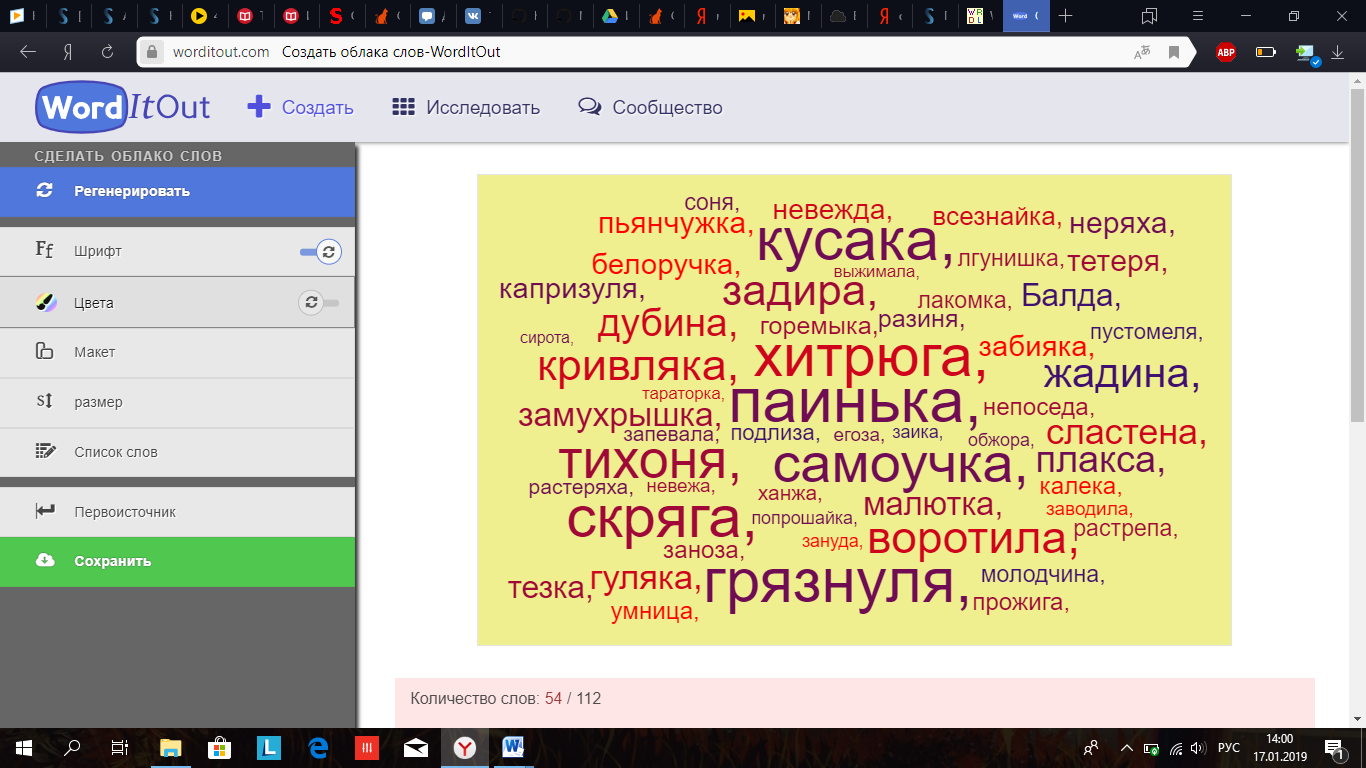 worditout.com Создать облака слов-WordItOut
ABP
WordItOut Создать Исследовать Сообщество
СДЕЛАТЬ ОБЛАКО СЛОВ
Регенерировать
Шрифт
Цвета
Макет
размер
Список слов
Первоисточник
Сохранить
соня,
пьянчужка, невежда, всезнайка, неряха,
кусака,
белоручка, выжимала, лгунишка, тетеря,
капризуля, задира, лакомка, Балда,
сирота, дубина, горемыка, разиня, пустомеля,
кривляка, хитрюга, забияка, жадина,
тараторка, паинька,
замухрышка, непоседа,
запевала, подлиза, егоза, заика, обжора, сластена,
тихоня, самоучка, плакса,
растеряха, невежа, ханжа, малютка, калека,
скряга, попрошайка, заводила,
заноза, зануда, воротила, растрепа,
тезка, гуляка, грязнуля, молодчина,
умница, прожига,
Количество слов: 54 / 112
РУС
14:00
17.01.2019